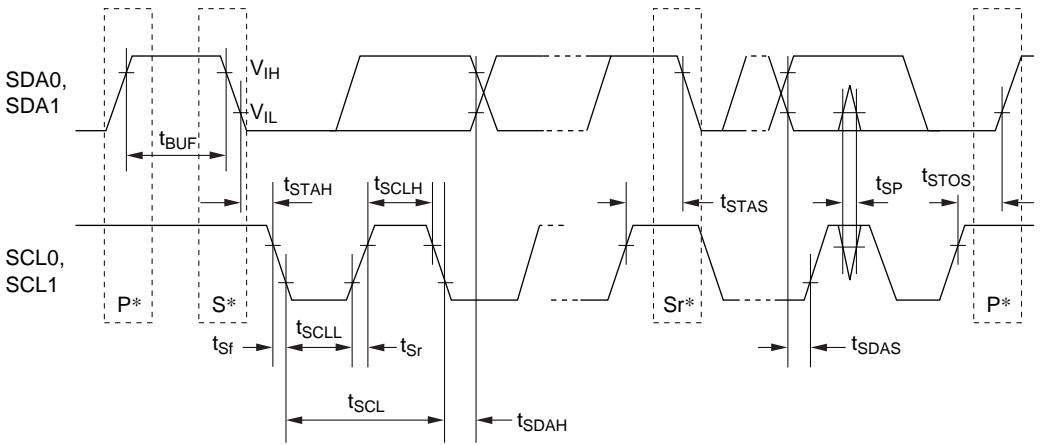 SDA0,
SDA1
VIH
VIL
tBUF
tSTAH
tSCLH
tSTAS
tSP
tSTOS
SCL0,
SCL1
P*
S*
Sr*
P*
tSf
tSCLL
tSr
tSDAS
tSCL
tSDAH